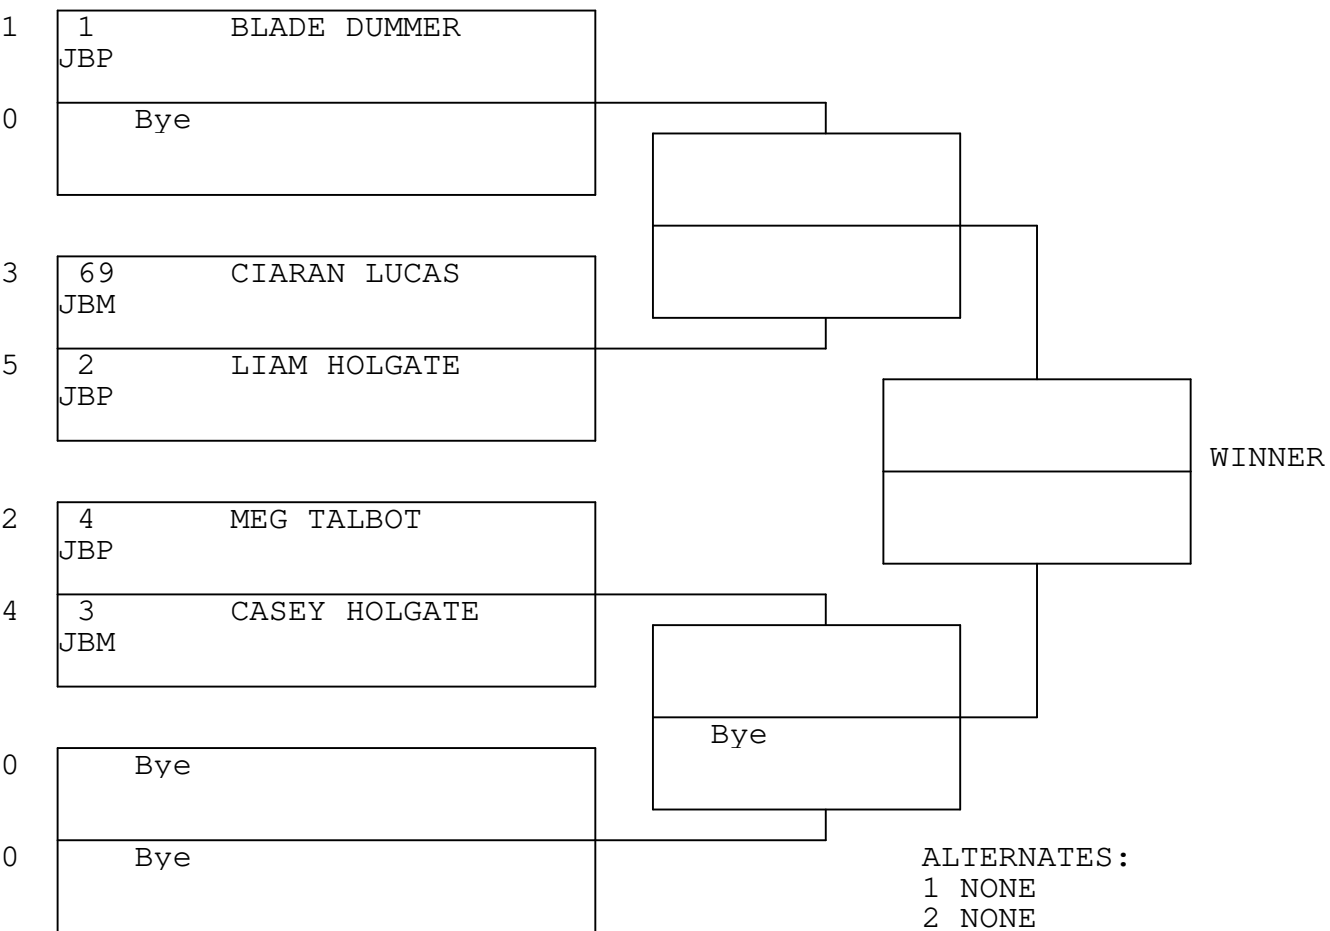 1 1 BLADE DUMMER
JBP
0 Bye
3 69 CIARAN LUCAS
JBM
5 2 LIAM HOLGATE
JBP
WINNER
2 4 MEG TALBOT
JBP
4 3 CASEY HOLGATE
JBM
Bye
0 Bye
0 Bye
ALTERNATES:
1 NONE
2 NONE